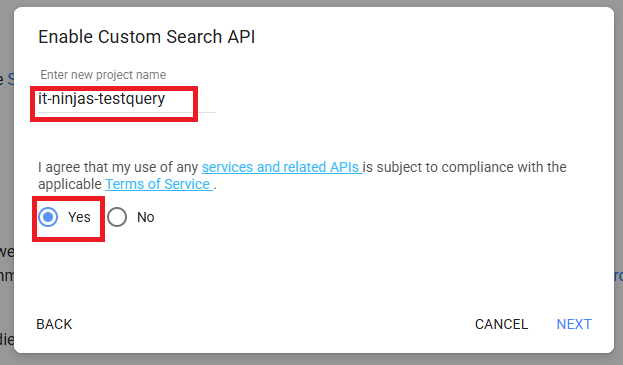 Enable Custom Search API
Enter new project name
it-ninjas-testquery
I agree that my use of any services and related APIs is subject to compliance with the
applicable Terms of Service .
Yes No
BACK CANCEL NEXT